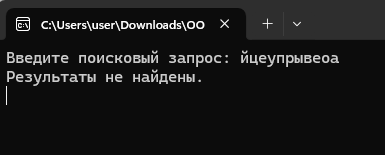 C:\Users\user\Downloads\OO
Введите поисковый запрос: йцеупрывеоа
Результаты не найдены.